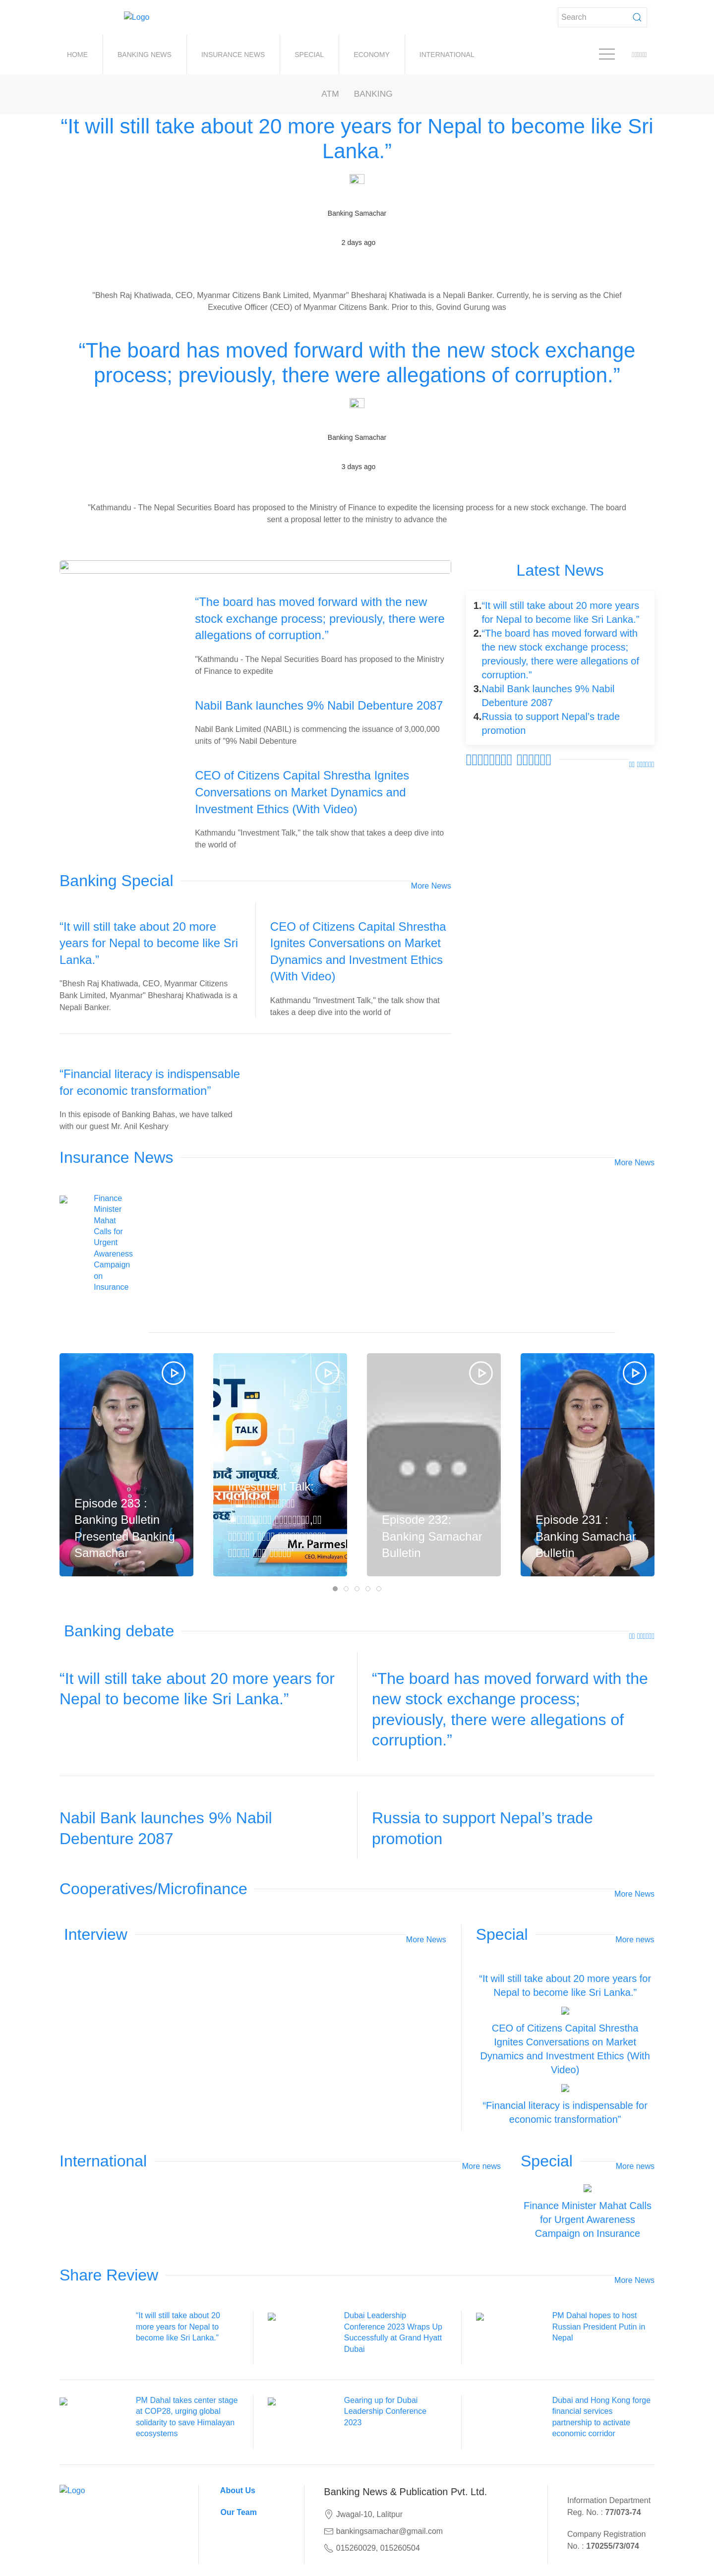 Logo
Search
HOME
BANKING NEWS
INSURANCE NEWS
SPECIAL
ECONOMY
INTERNATIONAL
ATM
BANKING
“It will still take about 20 more years for Nepal to become like Sri
Lanka.”
Banking Samachar
2 days ago
"Bhesh Raj Khatiwada, CEO, Myanmar Citizens Bank Limited, Myanmar" Bhesharaj Khatiwada is a Nepali Banker. Currently, he is serving as the Chief
Executive Officer (CEO) of Myanmar Citizens Bank. Prior to this, Govind Gurung was
“The board has moved forward with the new stock exchange
process; previously, there were allegations of corruption.”
Banking Samachar
3 days ago
"Kathmandu - The Nepal Securities Board has proposed to the Ministry of Finance to expedite the licensing process for a new stock exchange. The board
sent a proposal letter to the ministry to advance the
“The board has moved forward with the new
stock exchange process; previously, there were
allegations of corruption.”
"Kathmandu - The Nepal Securities Board has proposed to the Ministry
of Finance to expedite
Nabil Bank launches 9% Nabil Debenture 2087
Nabil Bank Limited (NABIL) is commencing the issuance of 3,000,000
units of "9% Nabil Debenture
CEO of Citizens Capital Shrestha Ignites
Conversations on Market Dynamics and
Investment Ethics (With Video)
Kathmandu "Investment Talk," the talk show that takes a deep dive into
the world of
Latest News
1. “It will still take about 20 more years
for Nepal to become like Sri Lanka.”
2. “The board has moved forward with
the new stock exchange process;
previously, there were allegations of
corruption.”
3. Nabil Bank launches 9% Nabil
Debenture 2087
4. Russia to support Nepal’s trade
promotion
Banking Special
More News
“It will still take about 20 more
years for Nepal to become like Sri
Lanka.”
"Bhesh Raj Khatiwada, CEO, Myanmar Citizens
Bank Limited, Myanmar" Bhesharaj Khatiwada is a
Nepali Banker.
CEO of Citizens Capital Shrestha
Ignites Conversations on Market
Dynamics and Investment Ethics
(With Video)
Kathmandu "Investment Talk," the talk show that
takes a deep dive into the world of
“Financial literacy is indispensable
for economic transformation”
In this episode of Banking Bahas, we have talked
with our guest Mr. Anil Keshary
Insurance News
More News
Finance
Minister
Mahat
Calls for
Urgent
Awareness
Campaign
on
Insurance
Episode 233 :
Banking Bulletin
Presented Banking
Samachar
ST-
TALK
Investment Talk:
Mr. Parmesh
CEO, Himalayan C
Episode 232:
Banking Samachar
Bulletin
Episode 231 :
Banking Samachar
Bulletin
Banking debate
“It will still take about 20 more years for
Nepal to become like Sri Lanka.”
“The board has moved forward with the
new stock exchange process;
previously, there were allegations of
corruption.”
Nabil Bank launches 9% Nabil
Debenture 2087
Russia to support Nepal’s trade
promotion
Cooperatives/Microfinance
More News
Interview
More News
Special
More news
“It will still take about 20 more years for
Nepal to become like Sri Lanka.”
CEO of Citizens Capital Shrestha
Ignites Conversations on Market
Dynamics and Investment Ethics (With
Video)
“Financial literacy is indispensable for
economic transformation”
International
More news
Special
More news
Finance Minister Mahat Calls
for Urgent Awareness
Campaign on Insurance
Share Review
More News
“It will still take about 20
more years for Nepal to
become like Sri Lanka.”
Dubai Leadership
Conference 2023 Wraps Up
Successfully at Grand Hyatt
Dubai
PM Dahal hopes to host
Russian President Putin in
Nepal
PM Dahal takes center stage
at COP28, urging global
solidarity to save Himalayan
ecosystems
Gearing up for Dubai
Leadership Conference
2023
Dubai and Hong Kong forge
financial services
partnership to activate
economic corridor
Logo
About Us
Our Team
Banking News & Publication Pvt. Ltd.
Jwagal-10, Lalitpur
bankingsamachar@gmail.com
015260029, 015260504
Information Department
Reg. No. : 77/073-74
Company Registration
No. : 170255/73/074